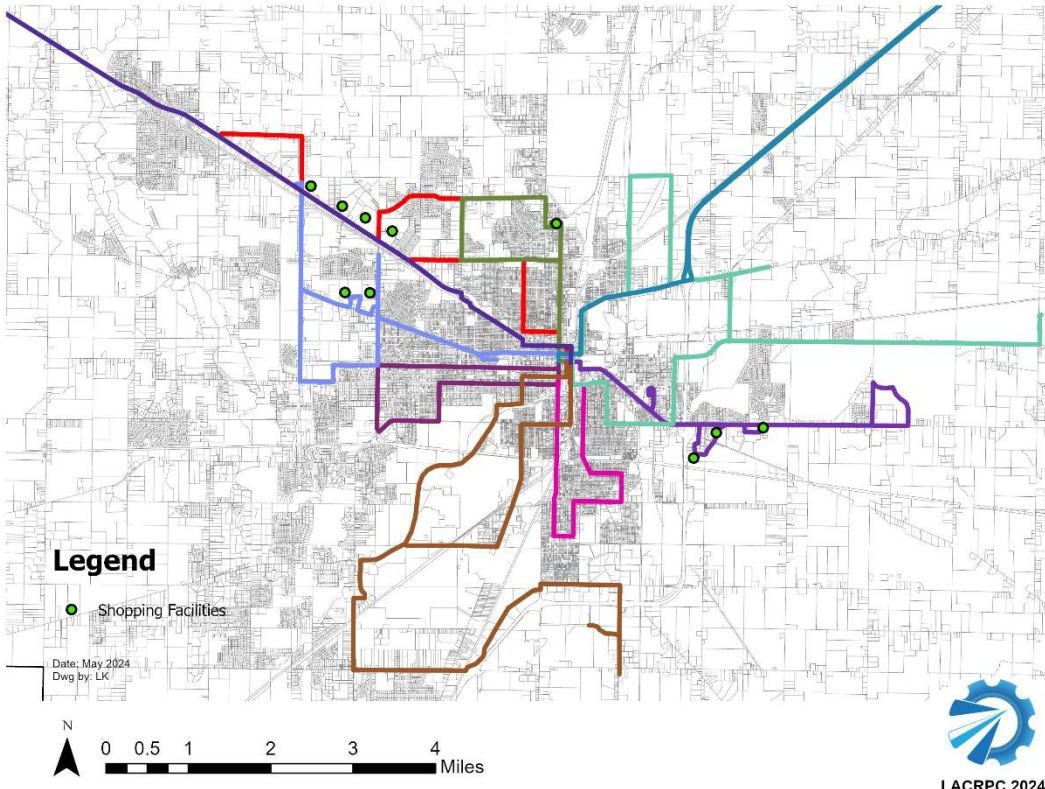 Legend
Shopping Facilities
Date: May 2024
Dwg by: LK
N
0 0.5 1 2 3 4
Miles
LACRPC 2024